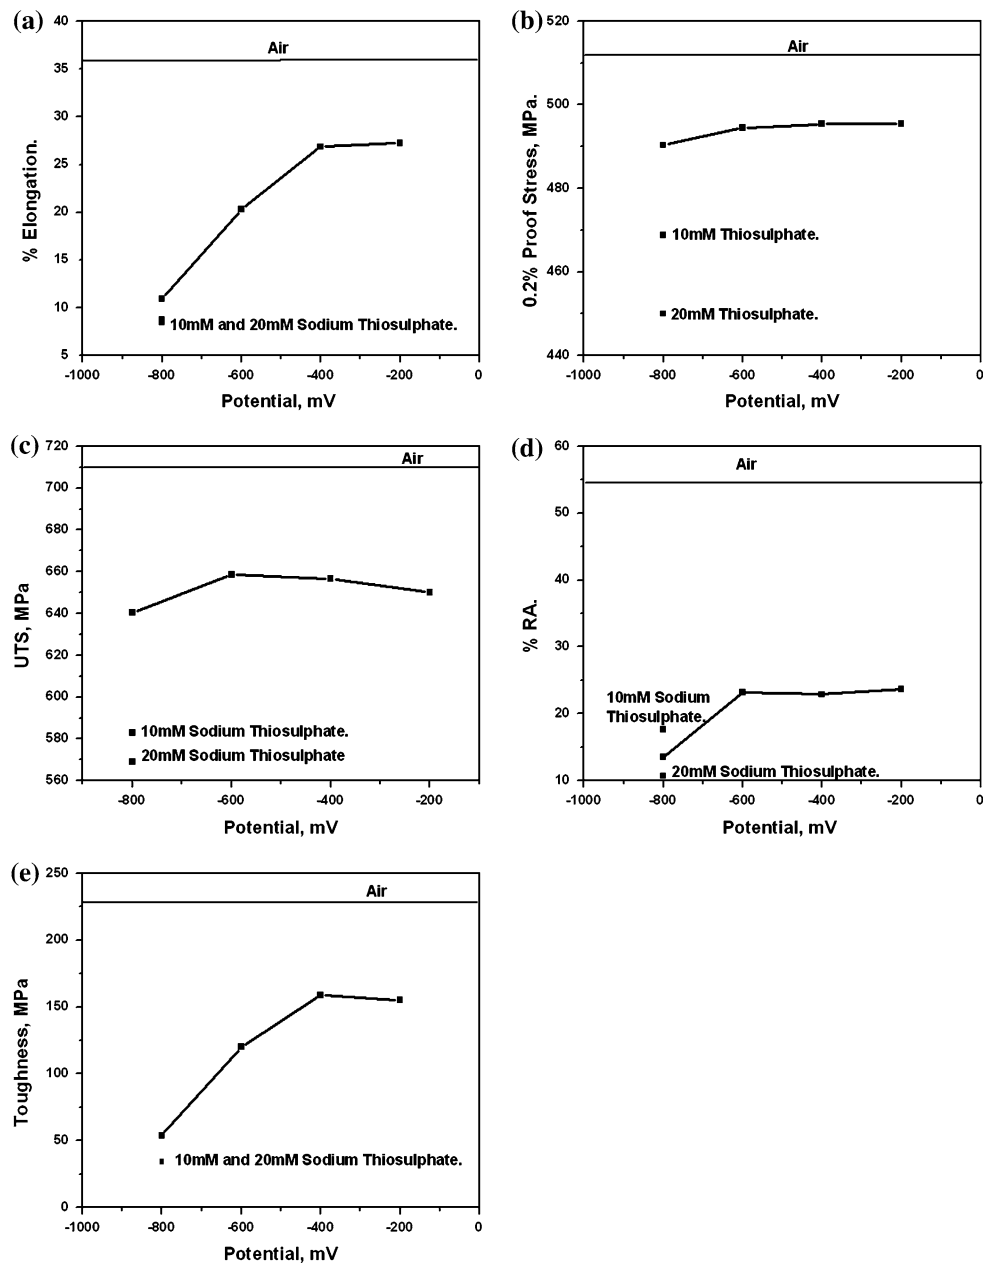 (a)
40
35
30
25
20
15
10
5
% Elongation.
Air
10mM and 20mM Sodium Thiosulphate.
-1000 -800 -600 -400 -200 0
Potential, mV
(b)
520
500
480
460
440
0.2% Proof Stress, MPa.
Air
10mM Thiosulphate.
20mM Thiosulphate.
-1000 -800 -600 -400 -200 0
Potential, mV
(c)
720
700
680
660
640
620
600
580
560
UTS, MPa
Air
10mM Sodium Thiosulphate.
20mM Sodium Thiosulphate
-800 -600 -400 -200
Potential, mV
(d)
60
50
40
30
20
10
% RA.
Air
10mM Sodium
Thiosulphate.
20mM Sodium Thiosulphate.
-1000 -800 -600 -400 -200 0
Potential, mV
(e)
250
200
150
100
50
0
Toughness, MPa
Air
10mM and 20mM Sodium Thiosulphate.
-1000 -800 -600 -400 -200 0
Potential, mV